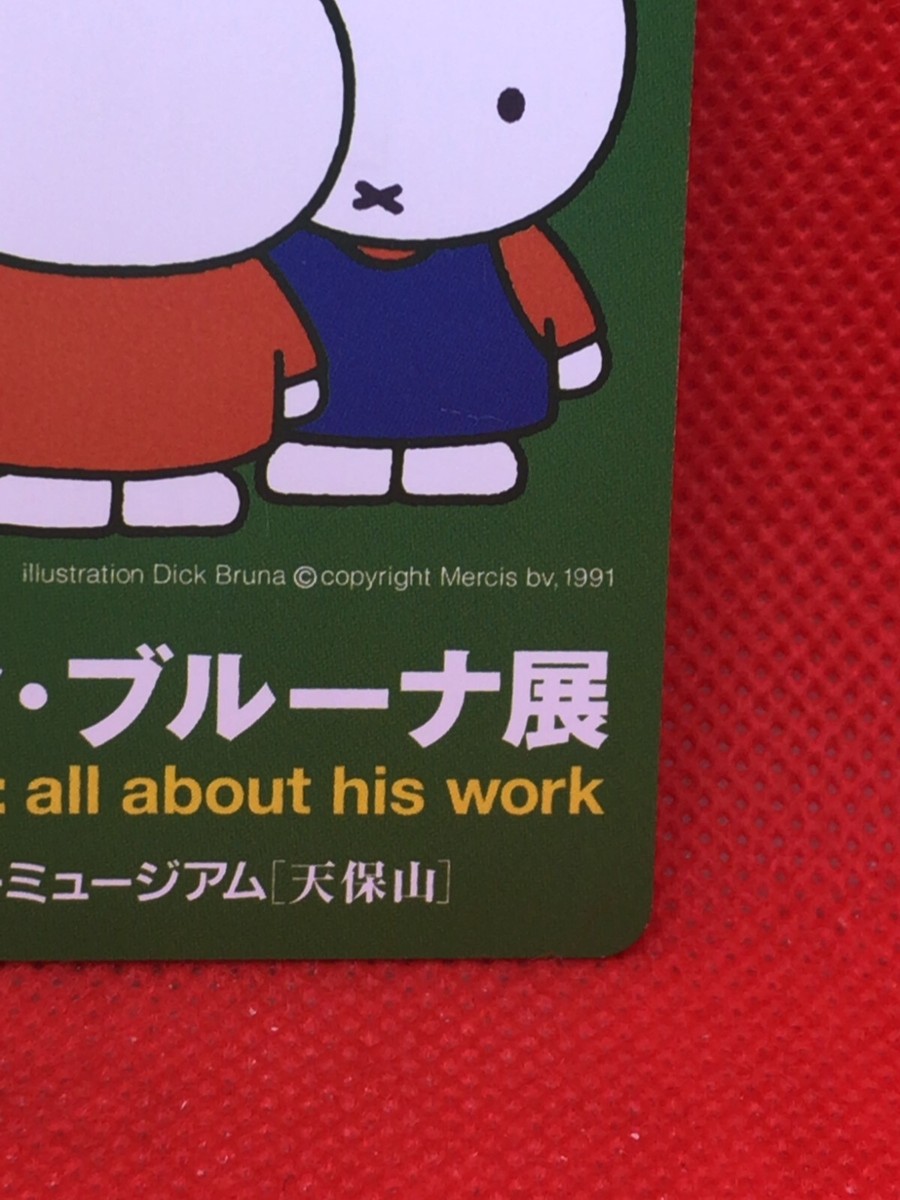 illustration Dick Bruna ©copyright Mercis bv, 1991
・ブルーナ展
: all about his work
ミュージアム[天保山]